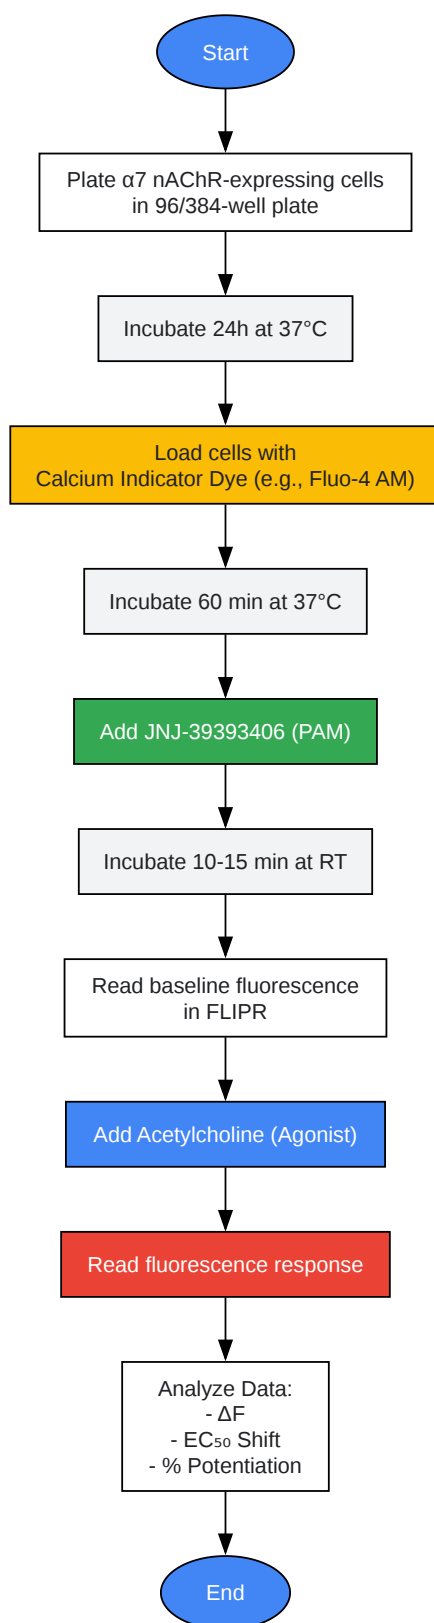 Start
Plate α7 nAChR-expressing cells
in 96/384-well plate
Incubate 24h at 37°C
Load cells with
Calcium Indicator Dye (e.g., Fluo-4 AM)
Incubate 60 min at 37°C
Add JNJ-39393406 (PAM)
Incubate 10-15 min at RT
Read baseline fluorescence
in FLIPR
Add Acetylcholine (Agonist)
Read fluorescence response
Analyze Data:
- ΔF
- EC₅₀ Shift
- % Potentiation
End